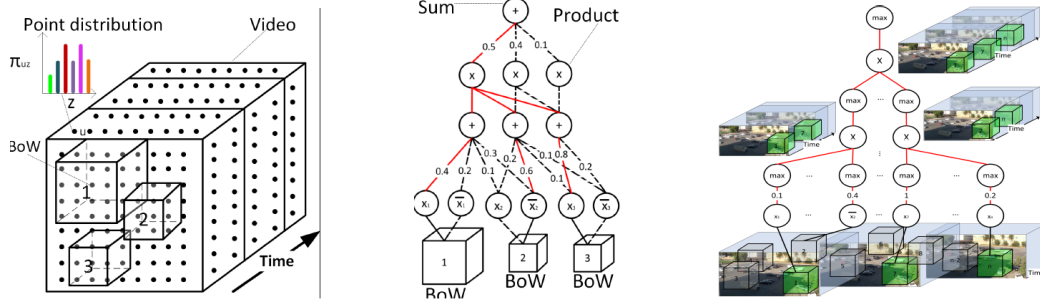 Point distribution
Video
π_uz
Z
u
BoW
1
2
3
Time
Sum
Product
+
0.5
0.4
0.1
x x x
+ + +
0.4
0.2
0.3
0.1
0.2
0.6
0.1
0.1
0.8
0.2
X₁ X̅₁ X₂ X̅₂ X₃ X̅₃
1
2
3
BoW BoW BoW
max
X
Time
max ... max
X X
Time
Time
⋮
max ... max ... max ... max
0.1 0.4 1 0.2
X₁ ... ... ...
n-2
Time